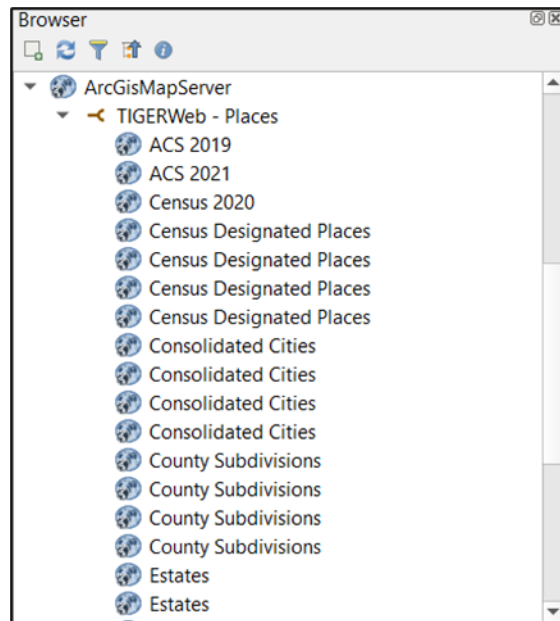 Browser
ArcGisMapServer
TIGERWeb - Places
ACS 2019
ACS 2021
Census 2020
Census Designated Places
Census Designated Places
Census Designated Places
Census Designated Places
Consolidated Cities
Consolidated Cities
Consolidated Cities
Consolidated Cities
County Subdivisions
County Subdivisions
County Subdivisions
County Subdivisions
Estates
Estates